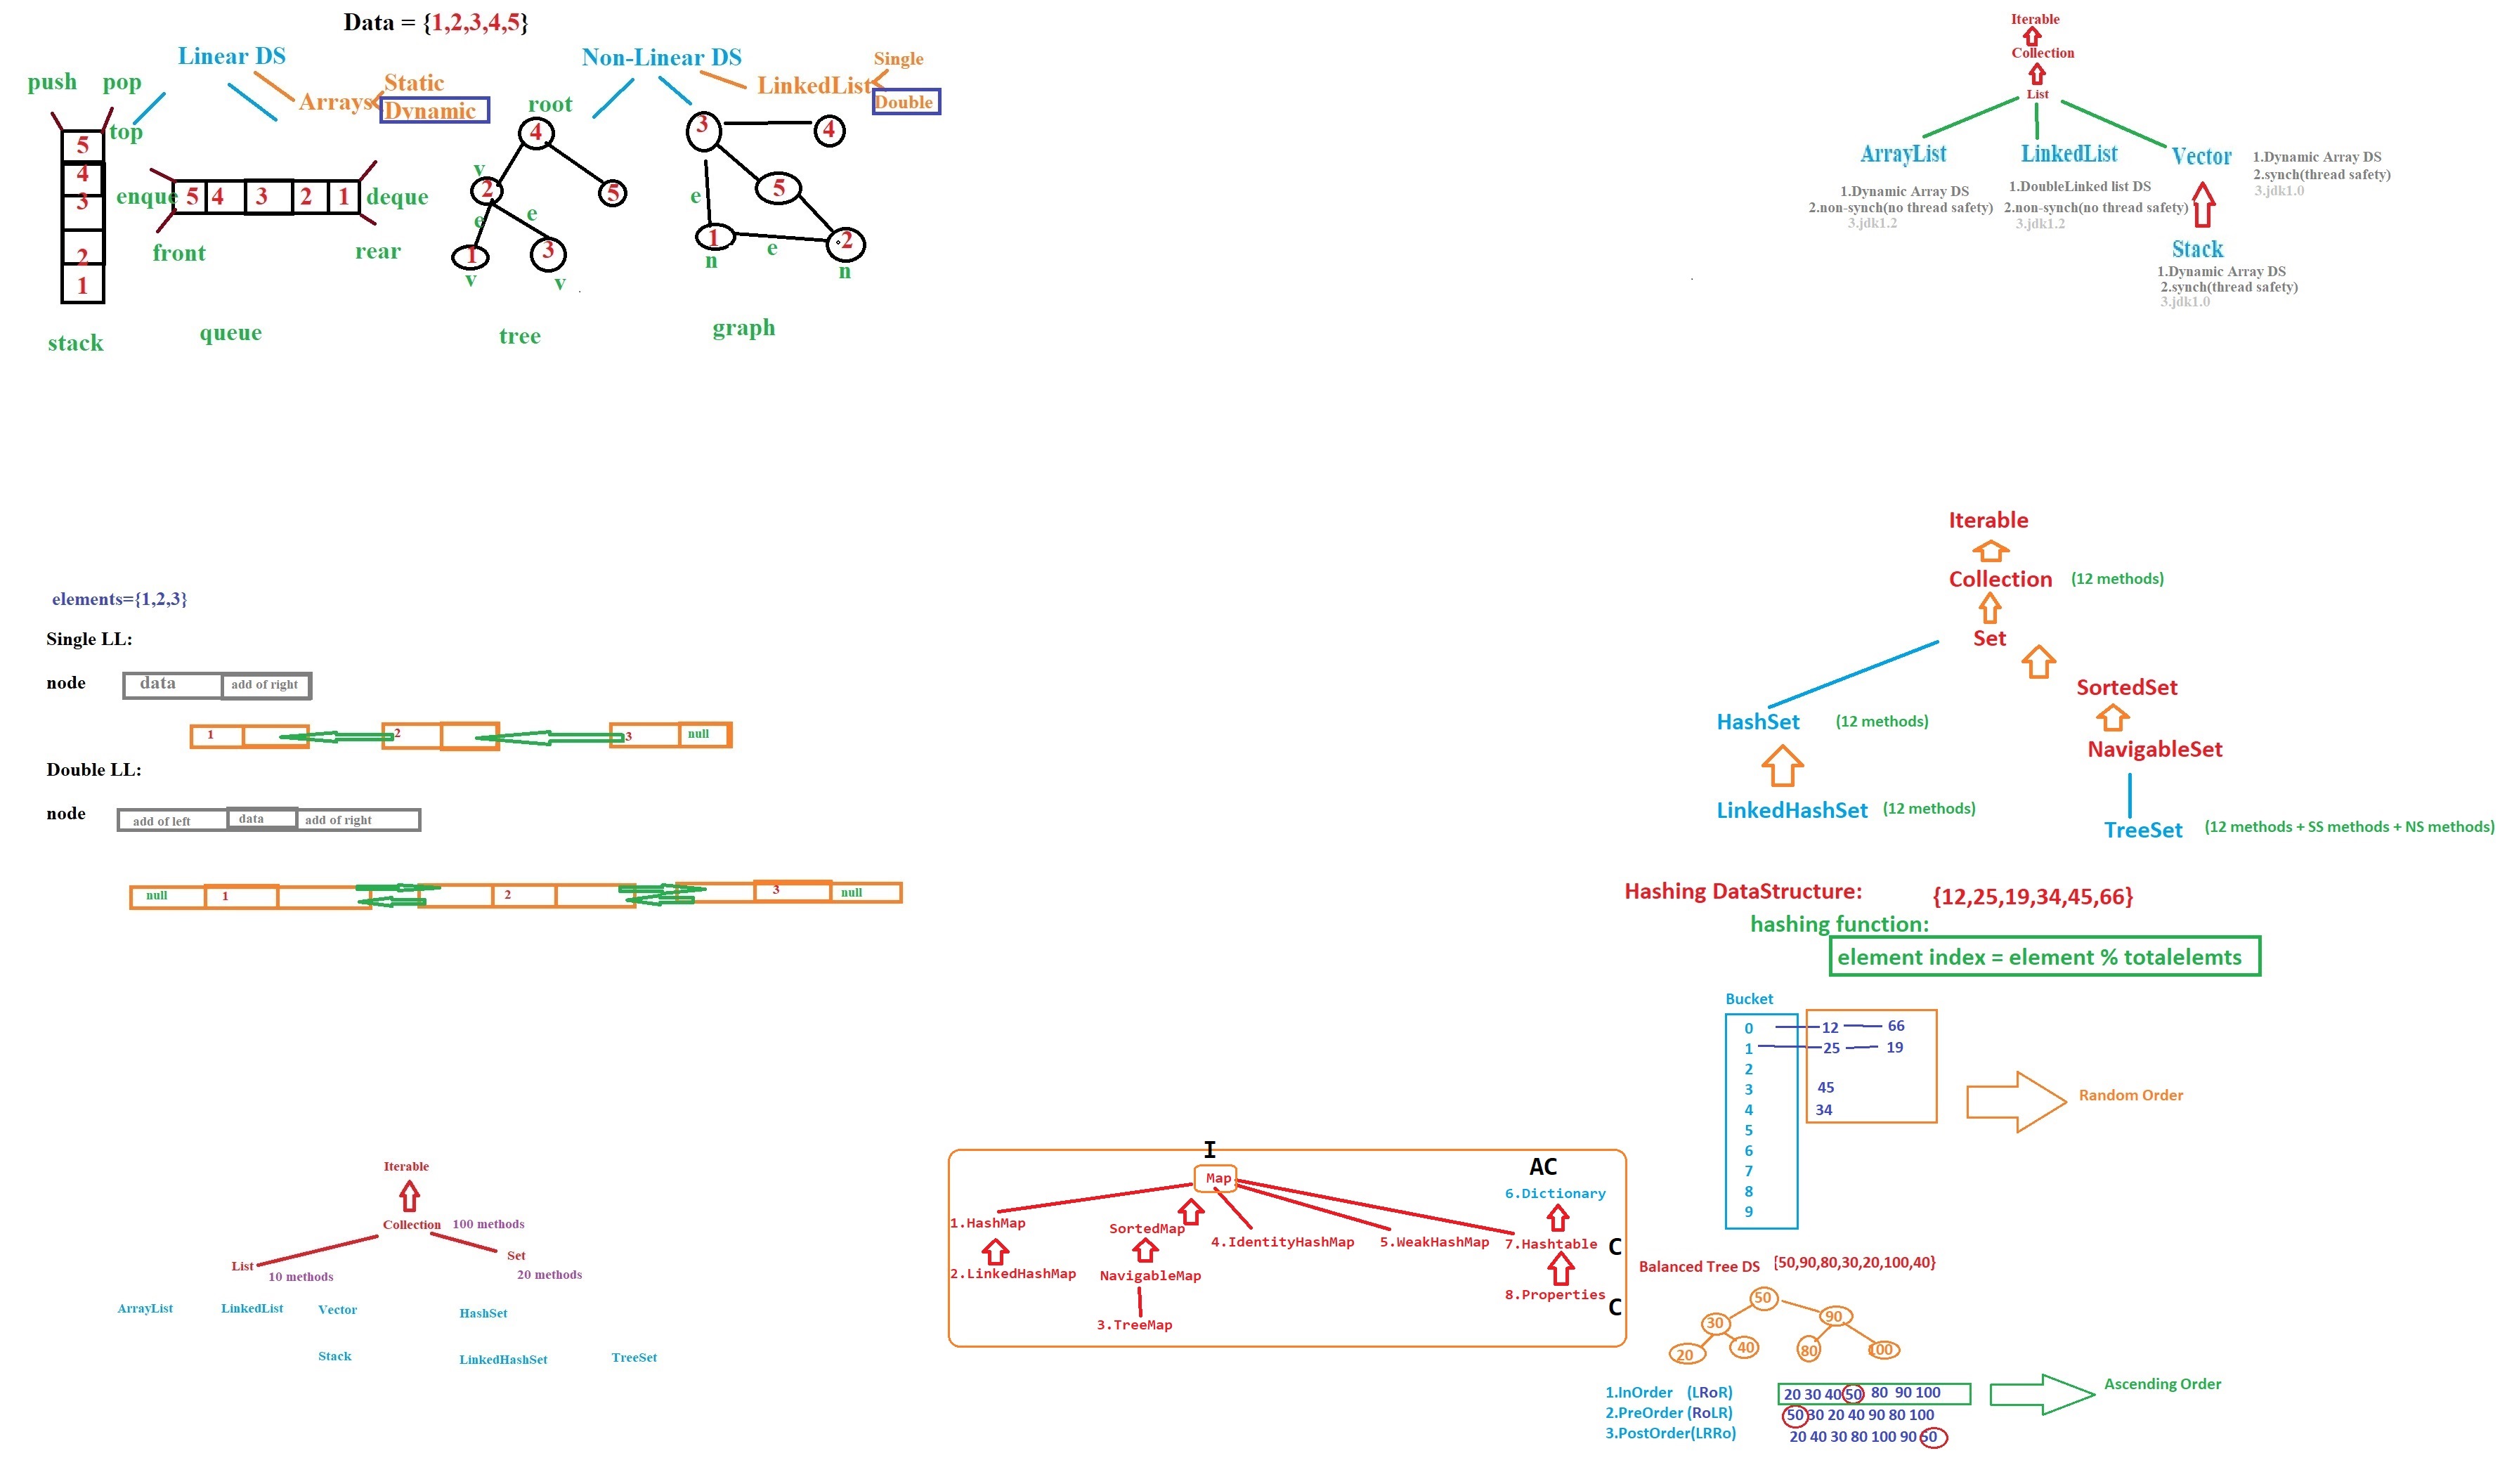 Data = {1,2,3,4,5}
Linear DS
push
pop
Arrays
Static
Dynamic
top
5
4
3
2
1
stack
enque
5 4 3 2 1
deque
front
rear
queue
Non-Linear DS
LinkedList
Single
Double
root
4
v
2
5
e
e
1
3
v
v
tree
3
4
5
e
1
e
2
n
n
graph
Iterable
Collection
List
ArrayList
1.Dynamic Array DS
2.non-synch(no thread safety)
3.jdk1.2
LinkedList
1.DoubleLinked list DS
2.non-synch(no thread safety)
3.jdk1.2
Vector
1.Dynamic Array DS
2.synch(thread safety)
3.jdk1.0
Stack
1.Dynamic Array DS
2.synch(thread safety)
3.jdk1.0
elements={1,2,3}
Single LL:
node
data
add of right
1
2
3
null
Double LL:
node
add of left
data
add of right
null
1
2
3
null
Iterable
Collection (12 methods)
Set
SortedSet
HashSet (12 methods)
NavigableSet
LinkedHashSet (12 methods)
TreeSet (12 methods + SS methods + NS methods)
Hashing DataStructure: {12,25,19,34,45,66}
hashing function:
element index = element % totalelemts
Bucket
0 12 66
1 25 19
2
3 45
4 34
5
6
7
8
9
Random Order
Iterable
Collection 100 methods
List 10 methods
Set
20 methods
ArrayList
LinkedList
Vector
HashSet
Stack
LinkedHashSet
TreeSet
I
Map
AC
6.Dictionary
1.HashMap
SortedMap
4.IdentityHashMap
5.WeakHashMap
7.Hashtable
C
2.LinkedHashMap
NavigableMap
8.Properties
C
3.TreeMap
Balanced Tree DS {50,90,80,30,20,100,40}
50
30
90
20
40
80
100
1.InOrder (LRoR) 20 30 40 50 80 90 100
Ascending Order
2.PreOrder (RoLR) 50 30 20 40 90 80 100
3.PostOrder(LRRo) 20 40 30 80 100 90 50